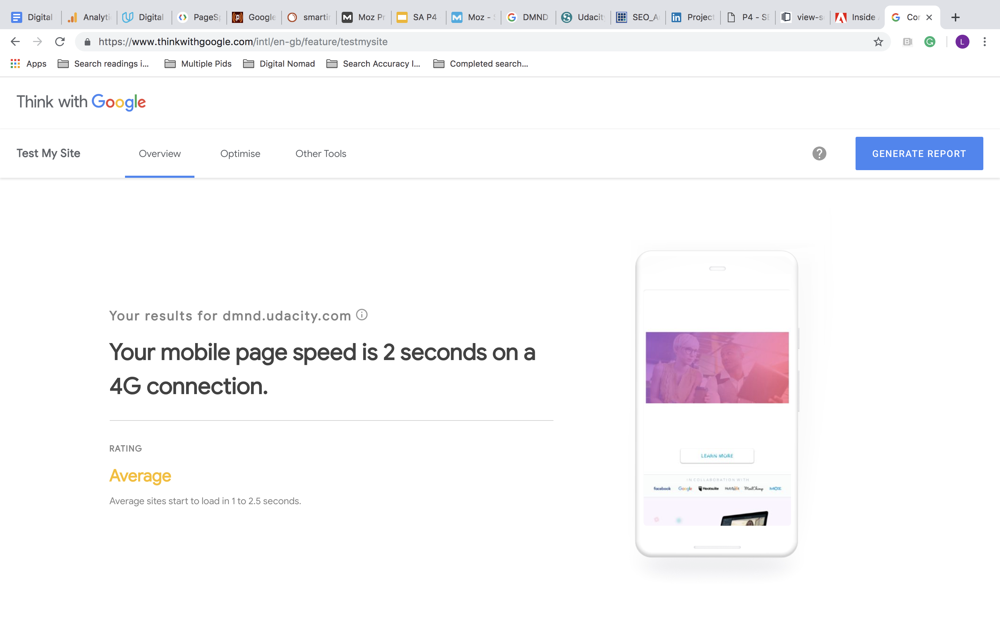 Digital
Analyti
Digital
PageSp
Google
smartin
Moz Pr
SA P4
Moz - S
DMND
Udacity
SEO_A
Project
P4 - SE
view-s
Inside
Cor
https://www.thinkwithgoogle.com/intl/en-gb/feature/testmysite
L
Apps
Search readings i...
Multiple Pids
Digital Nomad
Search Accuracy I...
Completed search...
Think with Google
Test My Site
Overview
Optimise
Other Tools
GENERATE REPORT
Your results for dmnd.udacity.com
Your mobile page speed is 2 seconds on a
4G connection.
RATING
Average
Average sites start to load in 1 to 2.5 seconds.
LEARN MORE
IN COLLABORATION WITH
facebook Google Hootsuite HubSpot MailChimp MOZ